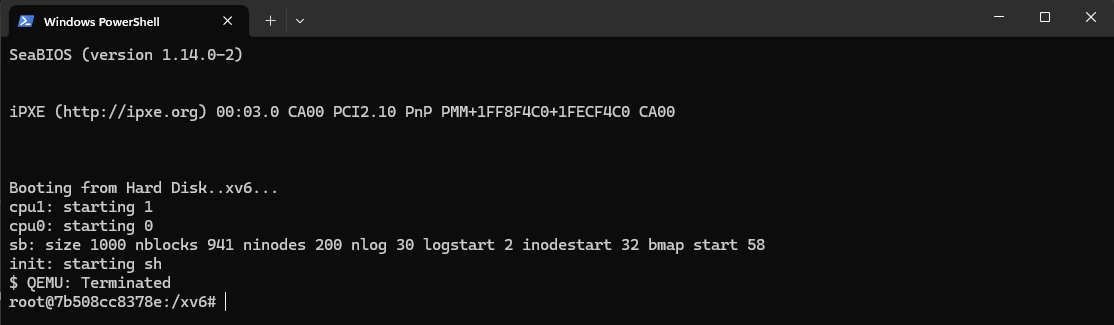 Windows PowerShell
SeaBIOS (version 1.14.0-2)
iPXE (http://ipxe.org) 00:03.0 CA00 PCI2.10 PnP PMM+1FF8F4C0+1FECF4C0 CA00
Booting from Hard Disk..xv6...
cpu1: starting 1
cpu0: starting 0
sb: size 1000 nblocks 941 ninodes 200 nlog 30 logstart 2 inodestart 32 bmap start 58
init: starting sh
$ QEMU: Terminated
root@7b508cc8378e:/xv6#